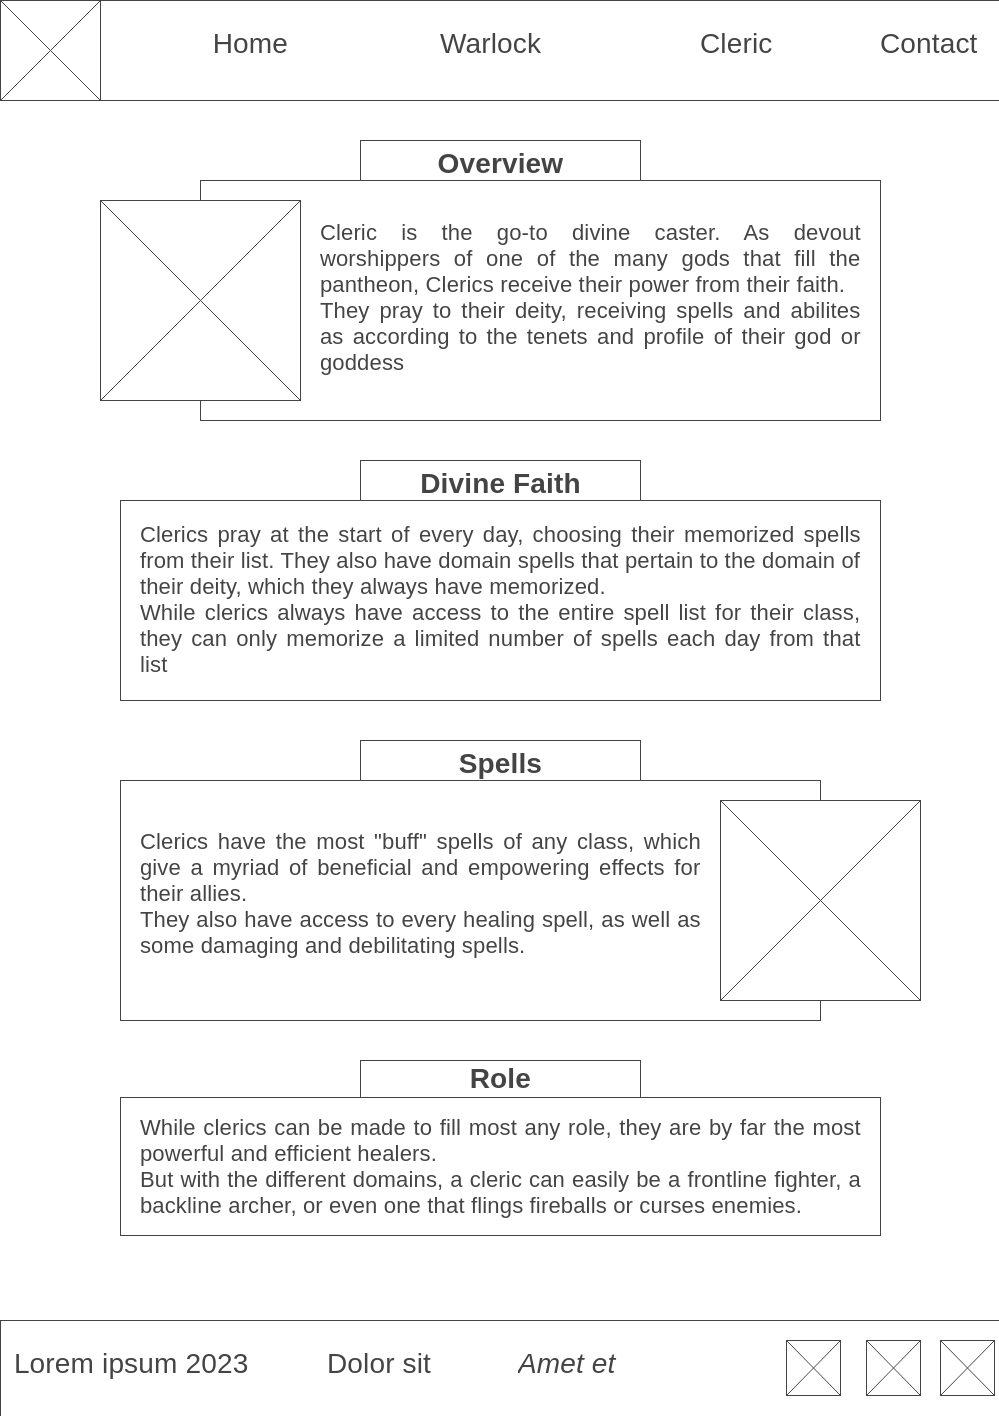 Home Warlock Cleric Contact
Overview
Cleric is the go-to divine caster. As devout
worshippers of one of the many gods that fill the
pantheon, Clerics receive their power from their faith.
They pray to their deity, receiving spells and abilites
as according to the tenets and profile of their god or
goddess
Divine Faith
Clerics pray at the start of every day, choosing their memorized spells
from their list. They also have domain spells that pertain to the domain of
their deity, which they always have memorized.
While clerics always have access to the entire spell list for their class,
they can only memorize a limited number of spells each day from that
list
Spells
Clerics have the most "buff" spells of any class, which
give a myriad of beneficial and empowering effects for
their allies.
They also have access to every healing spell, as well as
some damaging and debilitating spells.
Role
While clerics can be made to fill most any role, they are by far the most
powerful and efficient healers.
But with the different domains, a cleric can easily be a frontline fighter, a
backline archer, or even one that flings fireballs or curses enemies.
Lorem ipsum 2023 Dolor sit Amet et